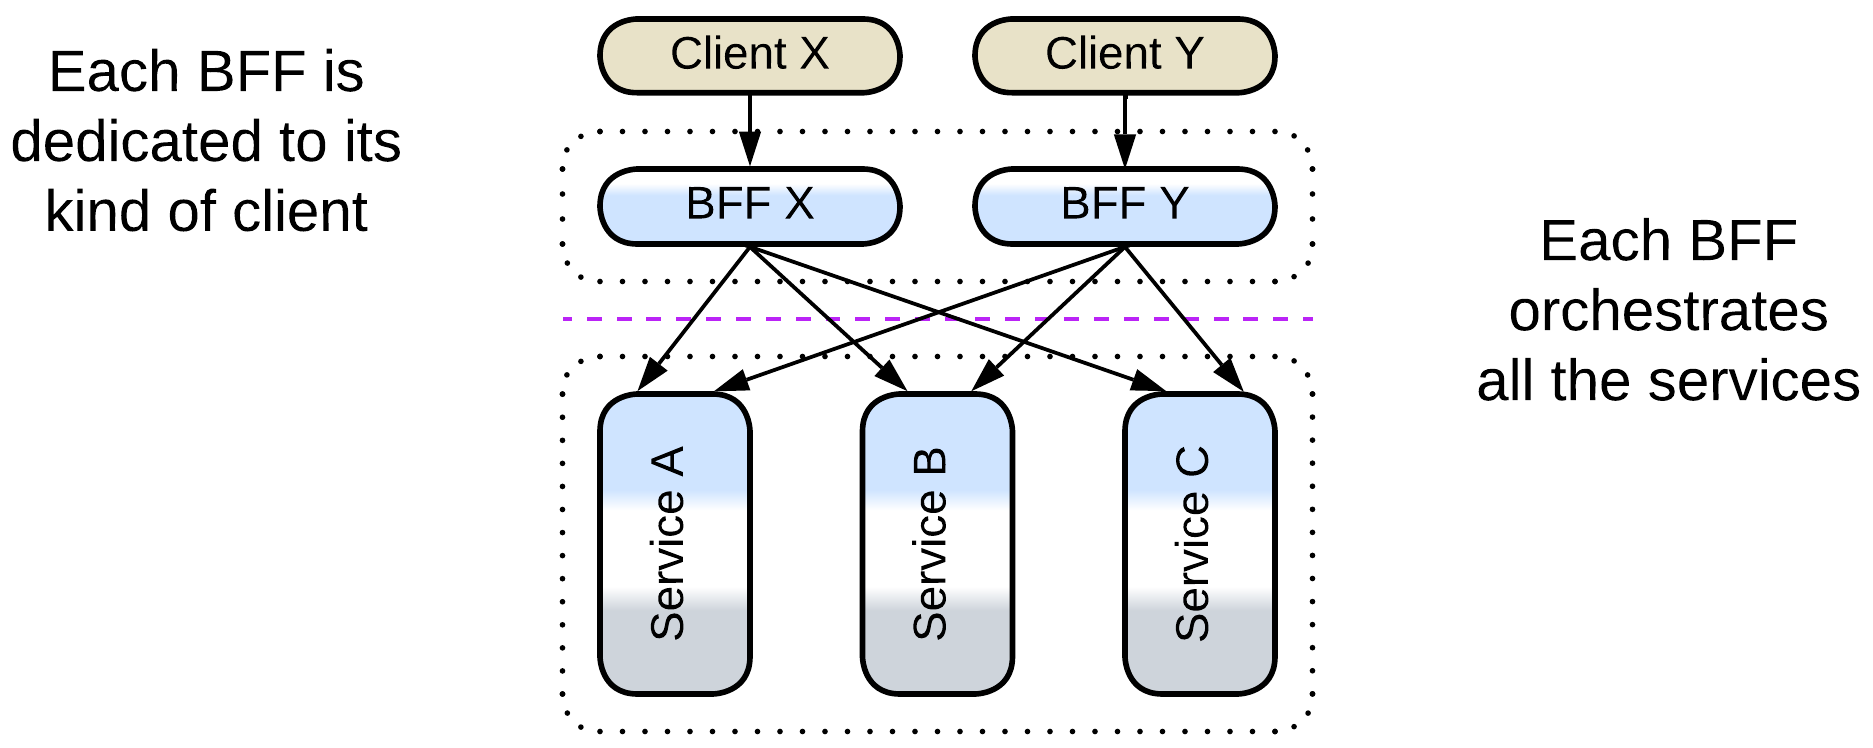 Each BFF is
dedicated to its
kind of client
Client X
Client Y
BFF X
BFF Y
Each BFF
orchestrates
all the services
Service A
Service B
Service C